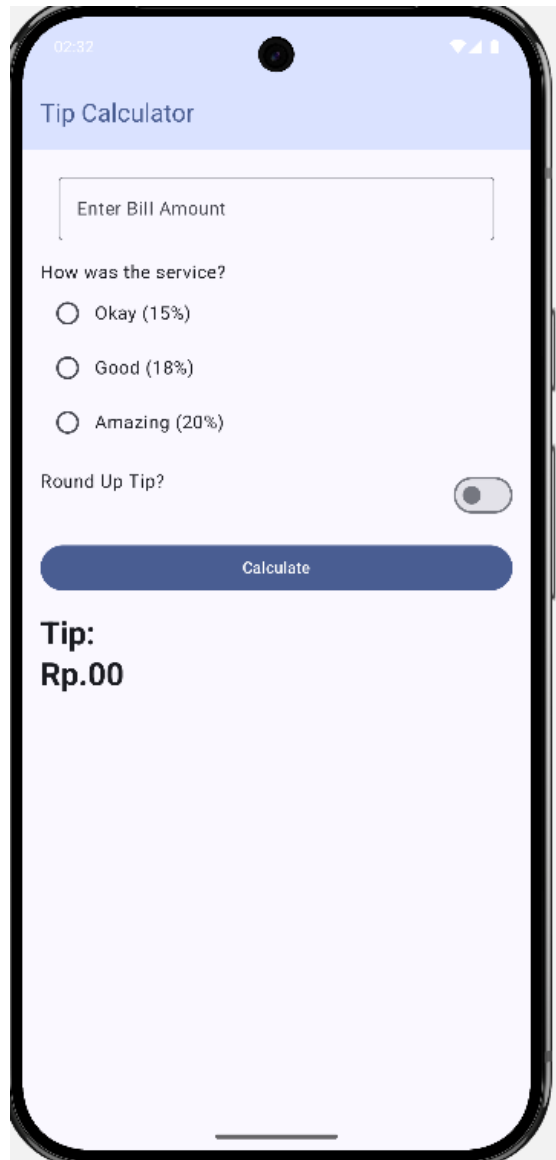 02:32
Tip Calculator
Enter Bill Amount
How was the service?
Okay (15%)
Good (18%)
Amazing (20%)
Round Up Tip?
Calculate
Tip:
Rp.00